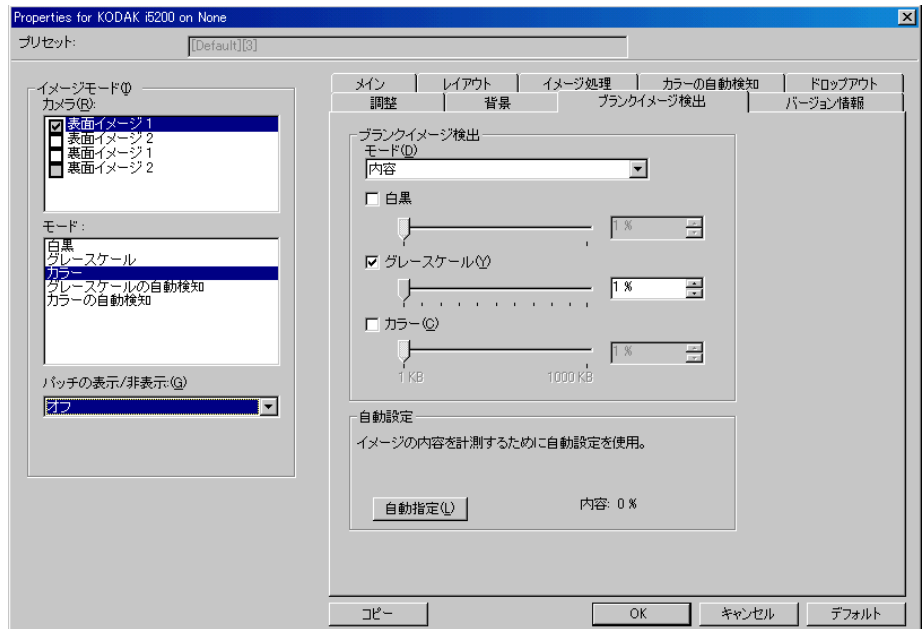 Properties for KODAK i5200 on None
プリセット:
[Default][3]
イメージモード(I)
カメラ(R):
表面イメージ 1
表面イメージ 2
裏面イメージ 1
裏面イメージ 2
モード :
白黒
グレースケール
カラー
グレースケールの自動検知
カラーの自動検知
パッチの表示/非表示:(G)
オフ
メイン
レイアウト
イメージ処理
カラーの自動検知
ドロップアウト
調整
背景
ブランクイメージ検出
バージョン情報
ブランクイメージ検出
モード(D)
内容
白黒
1 %
グレースケール(Y)
1 %
カラー(C)
1 %
1 KB
1000 KB
自動設定
イメージの内容を計測するために自動設定を使用。
自動指定(L)
内容: 0 %
コピー
OK
キャンセル
デフォルト